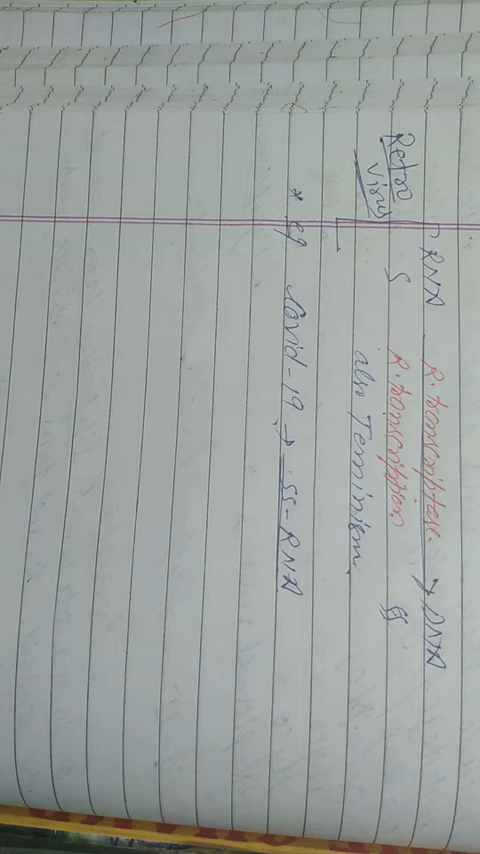 Retro → RNA R. transcriptase → DNA
Virus R. transcription
also Teminism.
* eg Covid-19 → ss-RNA